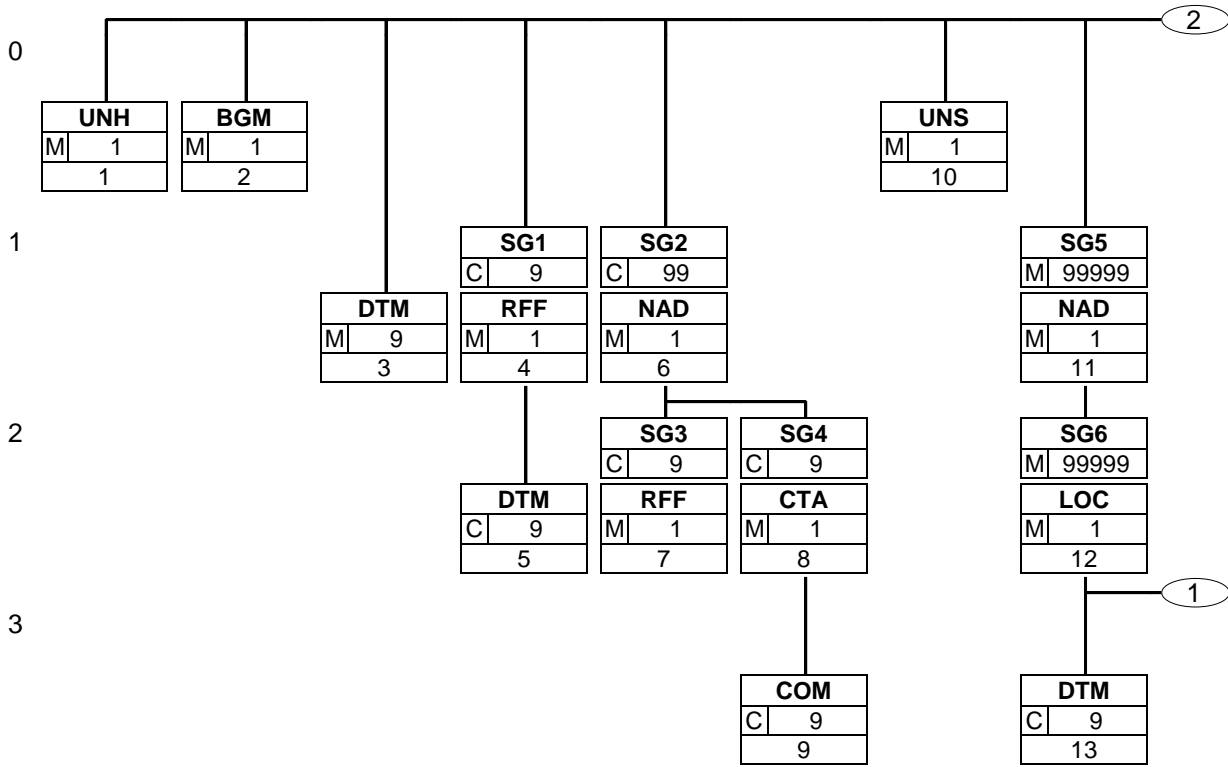 2
0
UNH BGM UNS
M 1 M 1 M 1
1 2 10
1
SG1 SG2 SG5
C 9 C 99 M 99999
DTM RFF NAD NAD
M 9 M 1 M 1 M 1
3 4 6 11
2
SG3 SG4 SG6
C 9 C 9 M 99999
DTM RFF CTA LOC
C 9 M 1 M 1 M 1
5 7 8 12
1
3
COM DTM
C 9 C 9
9 13